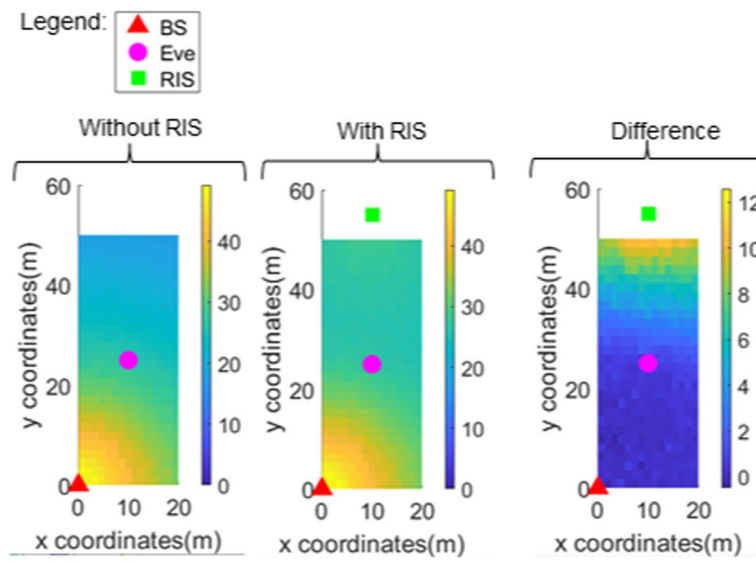 Legend:
BS
Eve
RIS
Without RIS
With RIS
Difference
60
40
20
0
0 10 20
x coordinates(m)
y coordinates(m)
40
30
20
10
0
60
40
20
0
0 10 20
x coordinates(m)
y coordinates(m)
40
30
20
10
0
60
40
20
0
0 10 20
x coordinates(m)
y coordinates(m)
12
10
8
6
4
2
0